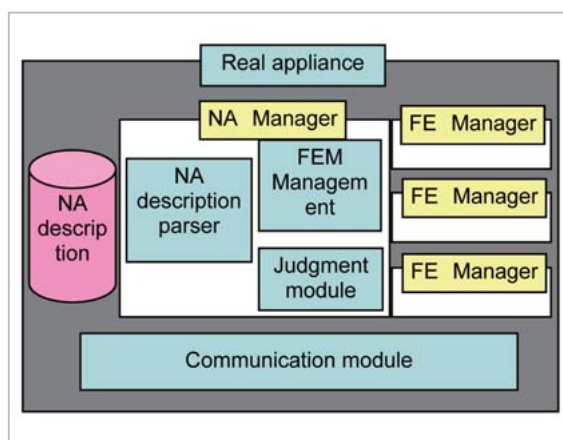 Real appliance
NA Manager
FE Manager
NA
descrip
tion
NA
description
parser
FEM
Managem
ent
FE Manager
Judgment
module
FE Manager
Communication module